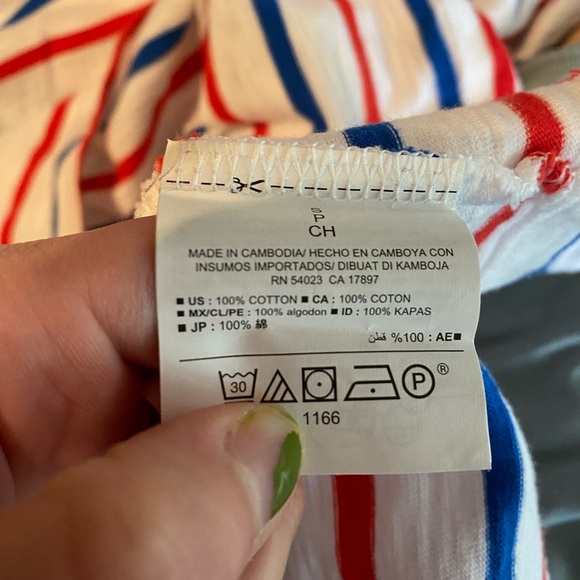 S
P
CH
MADE IN CAMBODIA/ HECHO EN CAMBOYA CON
INSUMOS IMPORTADOS/ DIBUAT DI KAMBOJA
RN 54023 CA 17897
■ US : 100% COTTON ■ CA : 100% COTON
■ MX/CL/PE : 100% algodon ■ ID : 100% KAPAS
■ JP : 100% 綿
■ AE : 100% قطن
30 P ®
1166